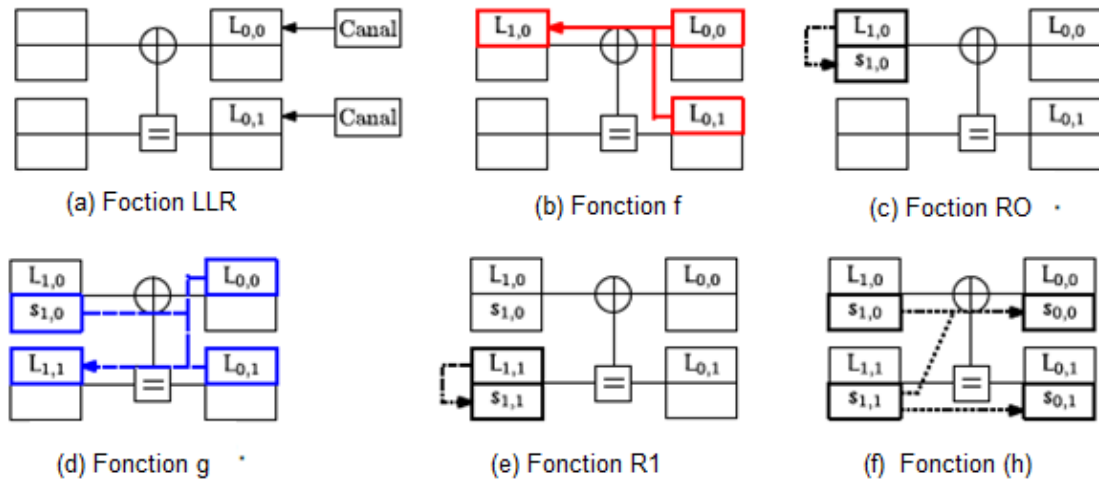 L0,0 Canal
L0,1 Canal
(a) Foction LLR
L1,0 L0,0
L0,1
(b) Fonction f
L1,0 L0,0
s1,0
L0,1
(c) Foction RO
L1,0 L0,0
s1,0
L1,1 L0,1
(d) Fonction g
L1,0 L0,0
s1,0
L1,1 L0,1
s1,1
(e) Fonction R1
L1,0 L0,0
s1,0 s0,0
L1,1 L0,1
s1,1 s0,1
(f) Fonction (h)